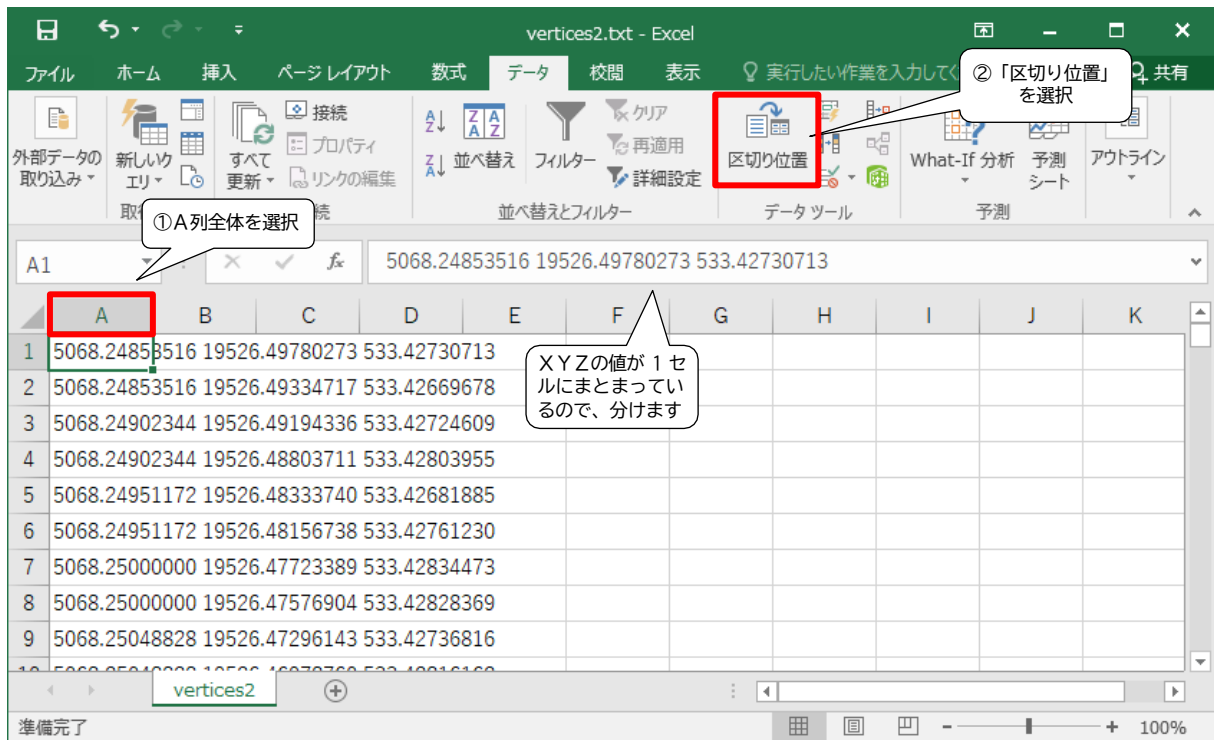 vertices2.txt - Excel
ファイル ホーム 挿入 ページ レイアウト 数式 データ 校閲 表示 実行したい作業を入力してく 共有
②「区切り位置」
を選択
外部データの
取り込み
新しいク
エリ
すべて
更新
接続
プロパティ
リンクの編集
並べ替え
フィルター
クリア
再適用
詳細設定
区切り位置
What-If 分析
予測
シート
アウトライン
取 続 並べ替えとフィルター データ ツール 予測
①A列全体を選択
A1 fx 5068.24853516 19526.49780273 533.42730713
A B C D E F G H I J K
1 5068.24853516 19526.49780273 533.42730713
2 5068.24853516 19526.49334717 533.42669678
3 5068.24902344 19526.49194336 533.42724609
4 5068.24902344 19526.48803711 533.42803955
5 5068.24951172 19526.48333740 533.42681885
6 5068.24951172 19526.48156738 533.42761230
7 5068.25000000 19526.47723389 533.42834473
8 5068.25000000 19526.47576904 533.42828369
9 5068.25048828 19526.47296143 533.42736816
XYZの値が1セ
ルにまとまってい
るので、分けます
vertices2
準備完了 100%